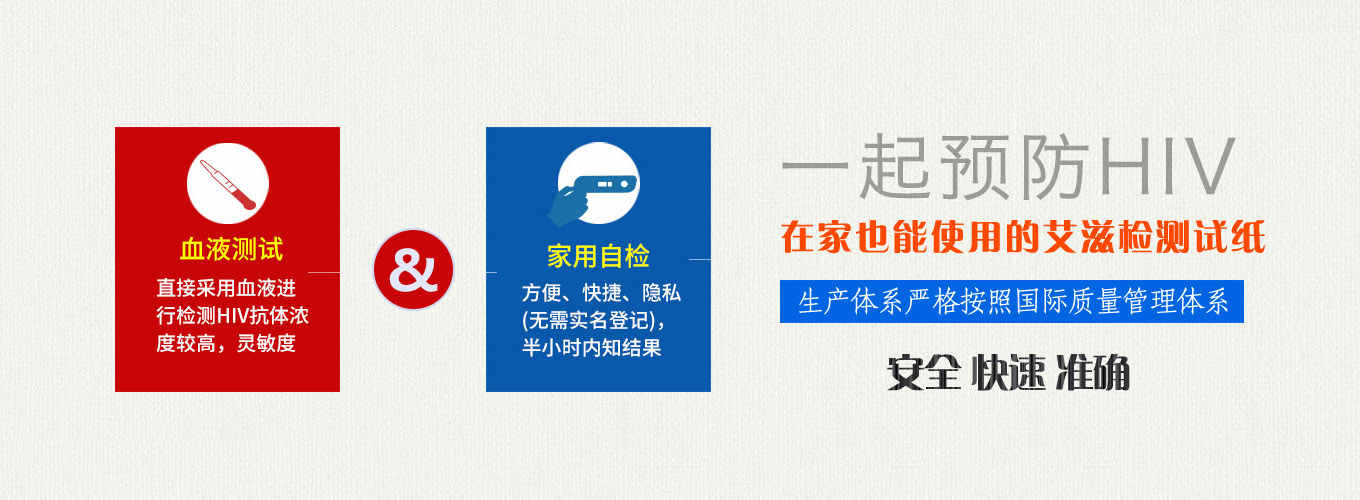 血液测试
直接采用血液进
行检测HIV抗体浓
度较高，灵敏度
&
家用自检
方便、快捷、隐私
(无需实名登记),
半小时内知结果
一起预防HIV
在家也能使用的艾滋检测试纸
生产体系严格按照国际质量管理体系
安全 快速 准确